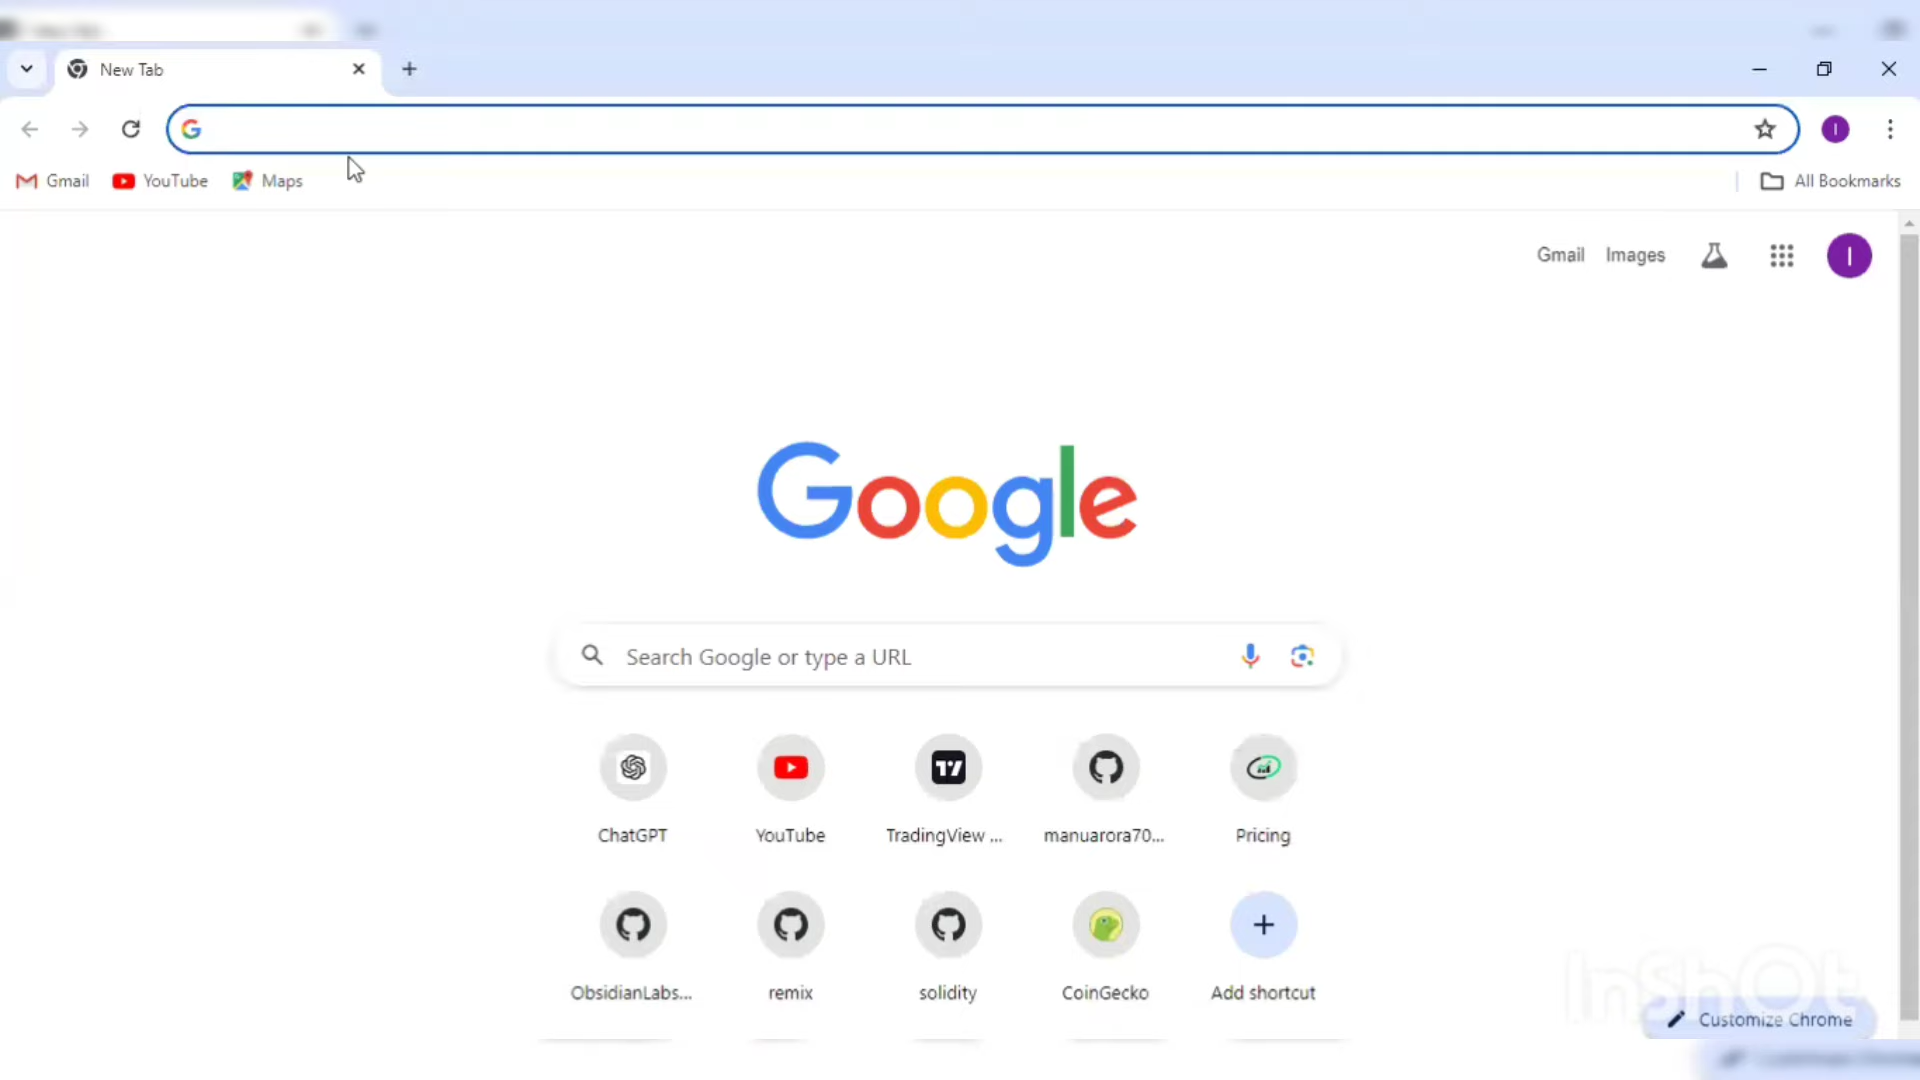 New Tab
Gmail YouTube Maps All Bookmarks
Gmail Images I
Google
Search Google or type a URL
ChatGPT YouTube TradingView ... manuarora70... Pricing
ObsidianLabs... remix solidity CoinGecko Add shortcut
InShOt
Customize Chrome